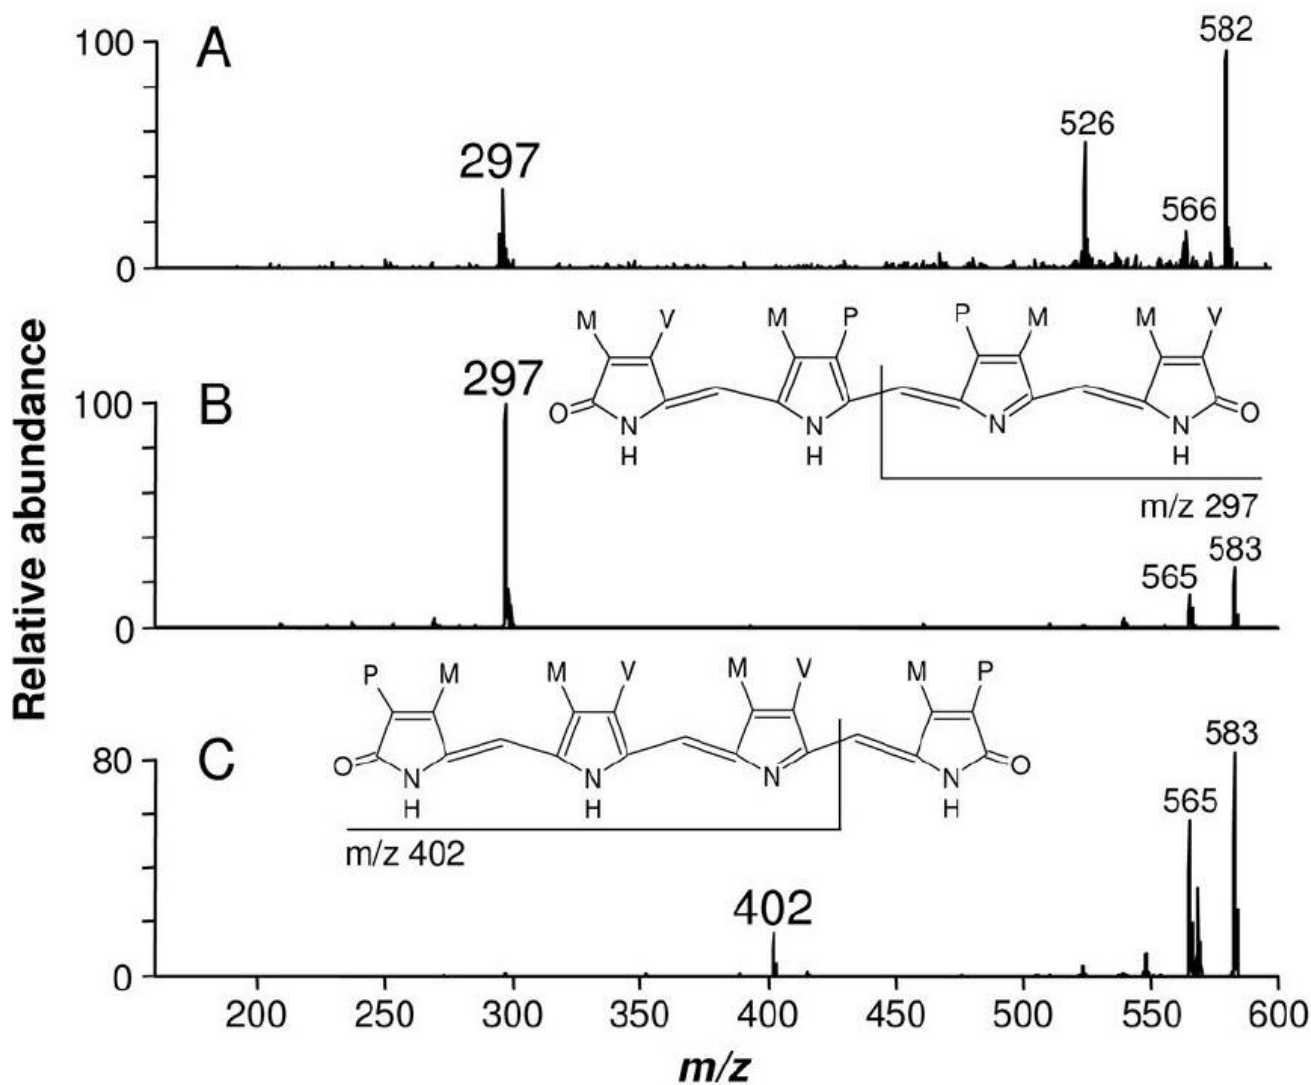 A
100
0
297
526
566
582
B
100
0
297
M V M P P M M V
O N H N H N N H O
m/z 297
565
583
C
80
0
P M M V M V M P
O N H N H N N H O
m/z 402
402
565
583
200 250 300 350 400 450 500 550 600
m/z
Relative abundance